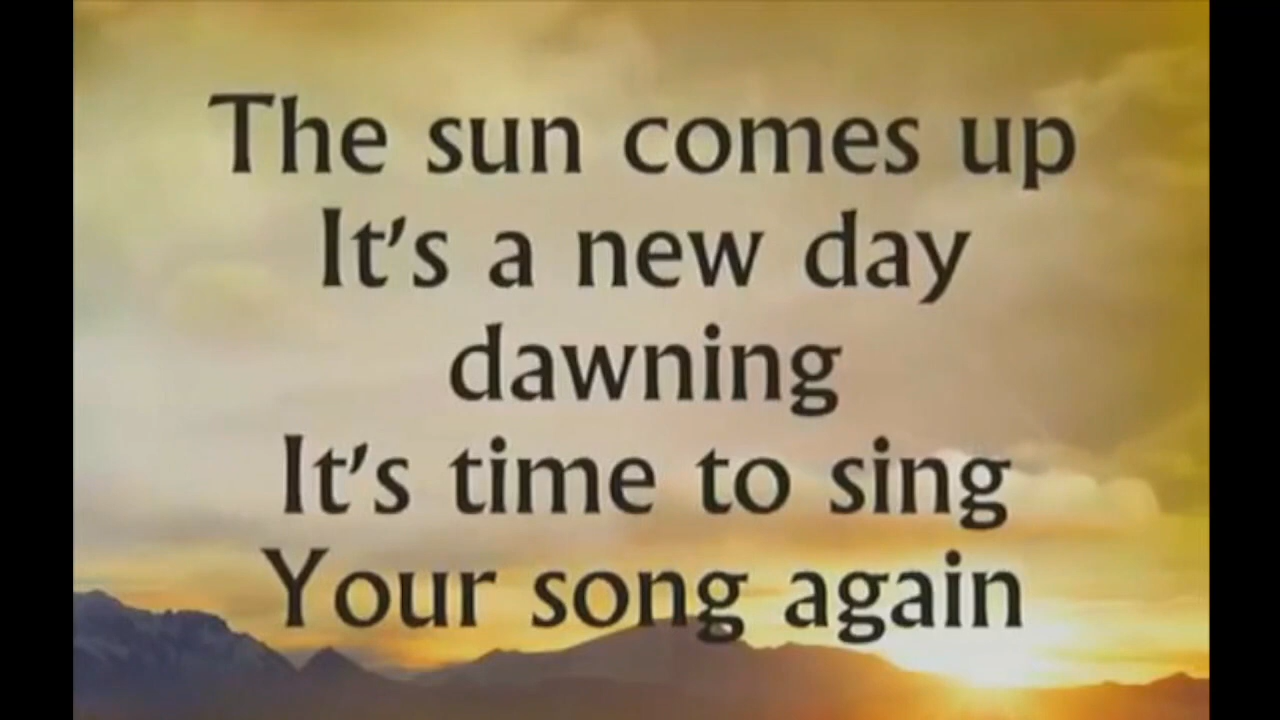 The sun comes up
It's a new day
dawning
It's time to sing
Your song again